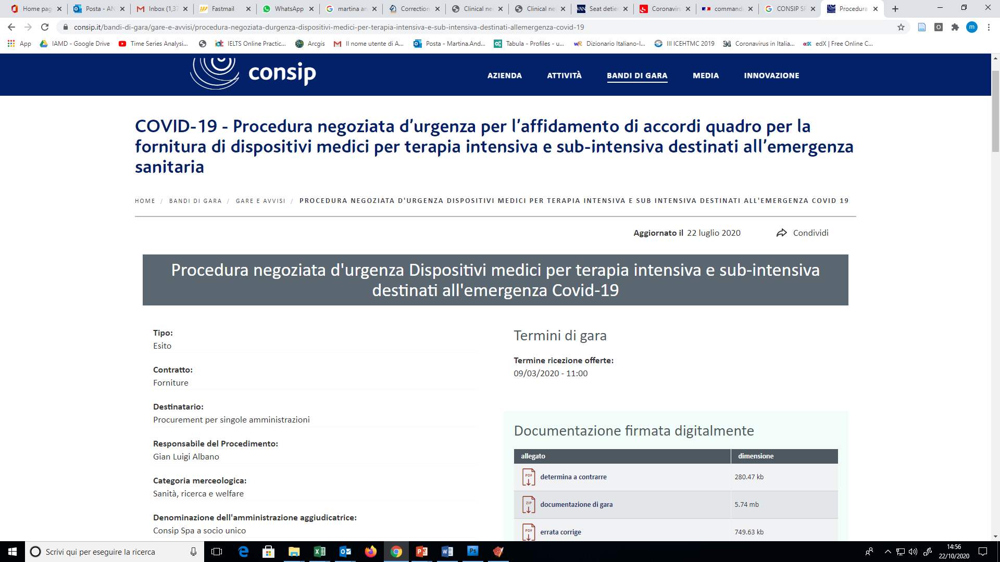 Home pag
Posta - AN
Inbox (1,37
Fastmail
WhatsApp
martina an
Correction
Clinical ne
Clinical ne
Seat detie
Coronaviru
command
CONSIP SP
Procedura
consip.it/bandi-di-gara/gare-e-avvisi/procedura-negoziata-durgenza-dispositivi-medici-per-terapia-intensiva-e-sub-intensiva-destinati-allemergenza-covid-19
App
IAMD - Google Drive
Time Series Analysi...
IELTS Online Practic...
Arcgis
Il nome utente di A...
Posta - Martina.And...
Tabula - Profiles - u...
Dizionario Italiano-I...
III ICEHTMC 2019
Coronavirus in Italia...
edX | Free Online C...
consip
AZIENDA ATTIVITÀ BANDI DI GARA MEDIA INNOVAZIONE
COVID-19 - Procedura negoziata d’urgenza per l’affidamento di accordi quadro per la
fornitura di dispositivi medici per terapia intensiva e sub-intensiva destinati all’emergenza
sanitaria
HOME / BANDI DI GARA / GARE E AVVISI / PROCEDURA NEGOZIATA D'URGENZA DISPOSITIVI MEDICI PER TERAPIA INTENSIVA E SUB INTENSIVA DESTINATI ALL'EMERGENZA COVID 19
Aggiornato il 22 luglio 2020
Condividi
Procedura negoziata d'urgenza Dispositivi medici per terapia intensiva e sub-intensiva
destinati all'emergenza Covid-19
Tipo:
Esito
Contratto:
Forniture
Destinatario:
Procurement per singole amministrazioni
Responsabile del Procedimento:
Gian Luigi Albano
Categoria merceologica:
Sanità, ricerca e welfare
Denominazione dell'amministrazione aggiudicatrice:
Consip Spa a socio unico
Termini di gara
Termine ricezione offerte:
09/03/2020 - 11:00
Documentazione firmata digitalmente
allegato dimensione
PDF determina a contrarre 280.47 kb
ZIP documentazione di gara 5.74 mb
PDF errata corrige 749.63 kb
Scrivi qui per eseguire la ricerca
14:56
22/10/2020